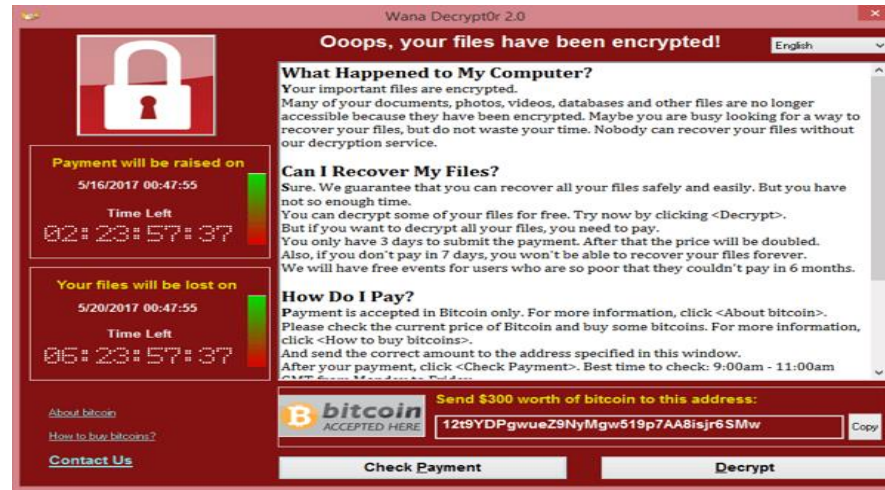 Wana Decrypt0r 2.0
Ooops, your files have been encrypted!
English
Payment will be raised on
5/16/2017 00:47:55
Time Left
02:23:57:37
Your files will be lost on
5/20/2017 00:47:55
Time Left
06:23:57:37
About bitcoin
How to buy bitcoins?
Contact Us
What Happened to My Computer?
Your important files are encrypted.
Many of your documents, photos, videos, databases and other files are no longer
accessible because they have been encrypted. Maybe you are busy looking for a way to
recover your files, but do not waste your time. Nobody can recover your files without
our decryption service.
Can I Recover My Files?
Sure. We guarantee that you can recover all your files safely and easily. But you have
not so enough time.
You can decrypt some of your files for free. Try now by clicking <Decrypt>.
But if you want to decrypt all your files, you need to pay.
You only have 3 days to submit the payment. After that the price will be doubled.
Also, if you don't pay in 7 days, you won't be able to recover your files forever.
We will have free events for users who are so poor that they couldn't pay in 6 months.
How Do I Pay?
Payment is accepted in Bitcoin only. For more information, click <About bitcoin>.
Please check the current price of Bitcoin and buy some bitcoins. For more information,
click <How to buy bitcoins>.
And send the correct amount to the address specified in this window.
After your payment, click <Check Payment>. Best time to check: 9:00am - 11:00am
GMT from Monday to Friday.
bitcoin
ACCEPTED HERE
Send $300 worth of bitcoin to this address:
12t9YDPgwueZ9NyMgw519p7AA8isjr6SMw
Copy
Check Payment
Decrypt